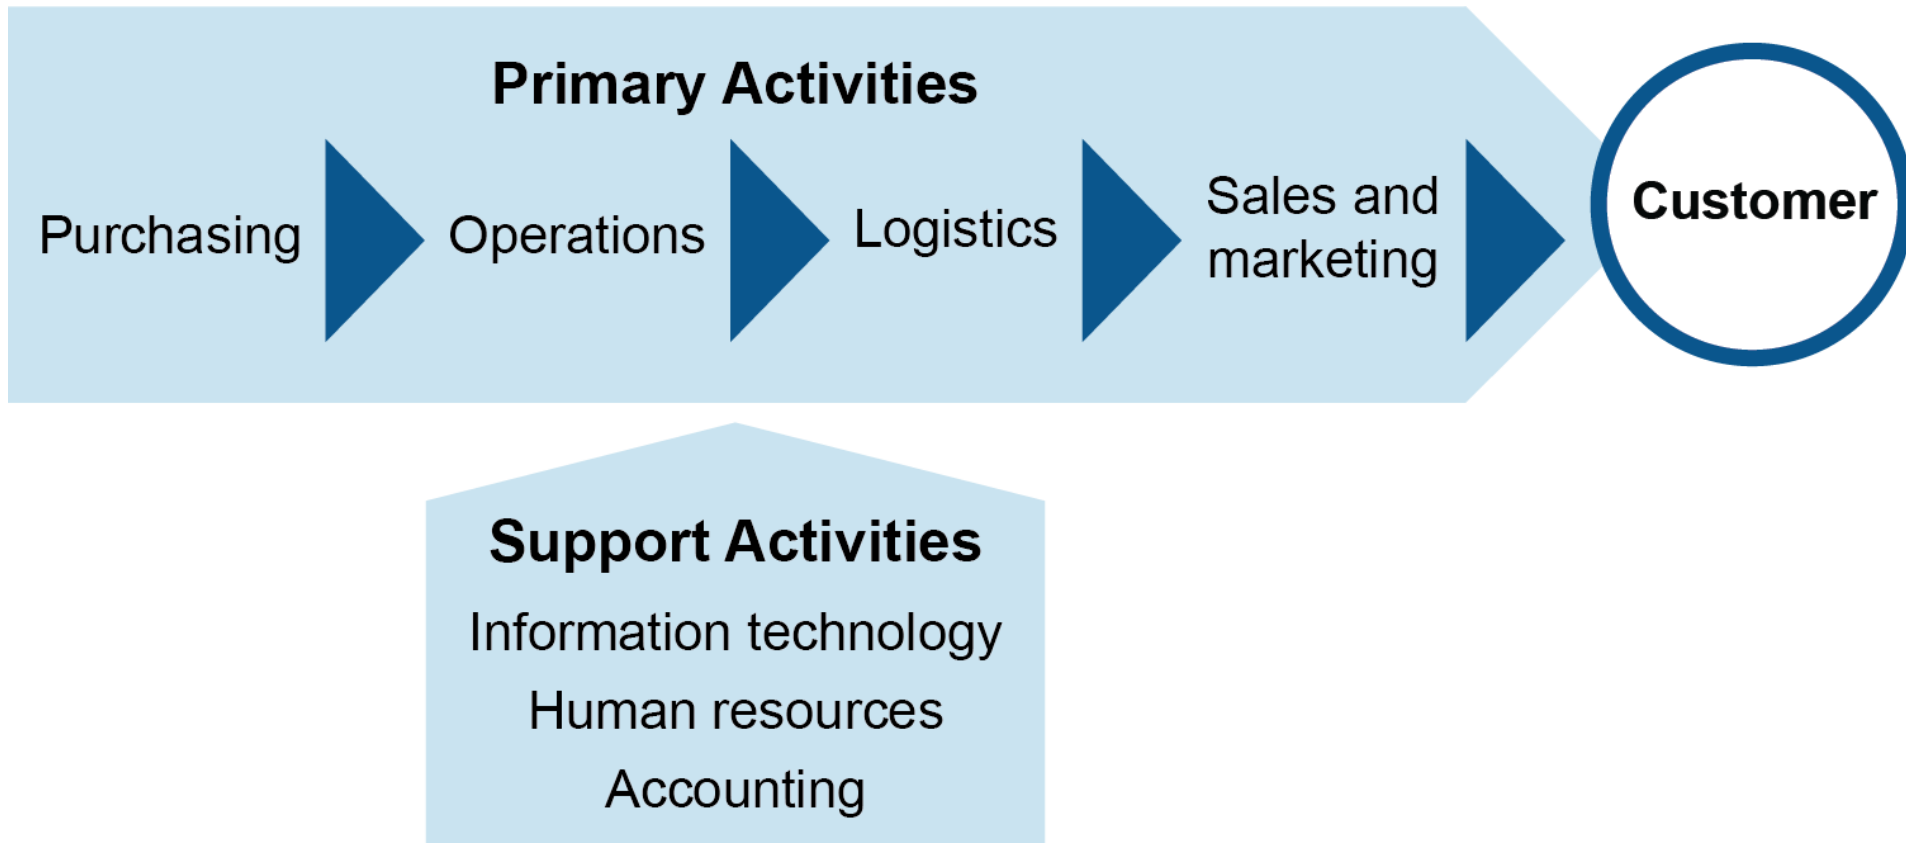 Primary Activities
Purchasing
Operations
Logistics
Sales and
marketing
Customer
Support Activities
Information technology
Human resources
Accounting